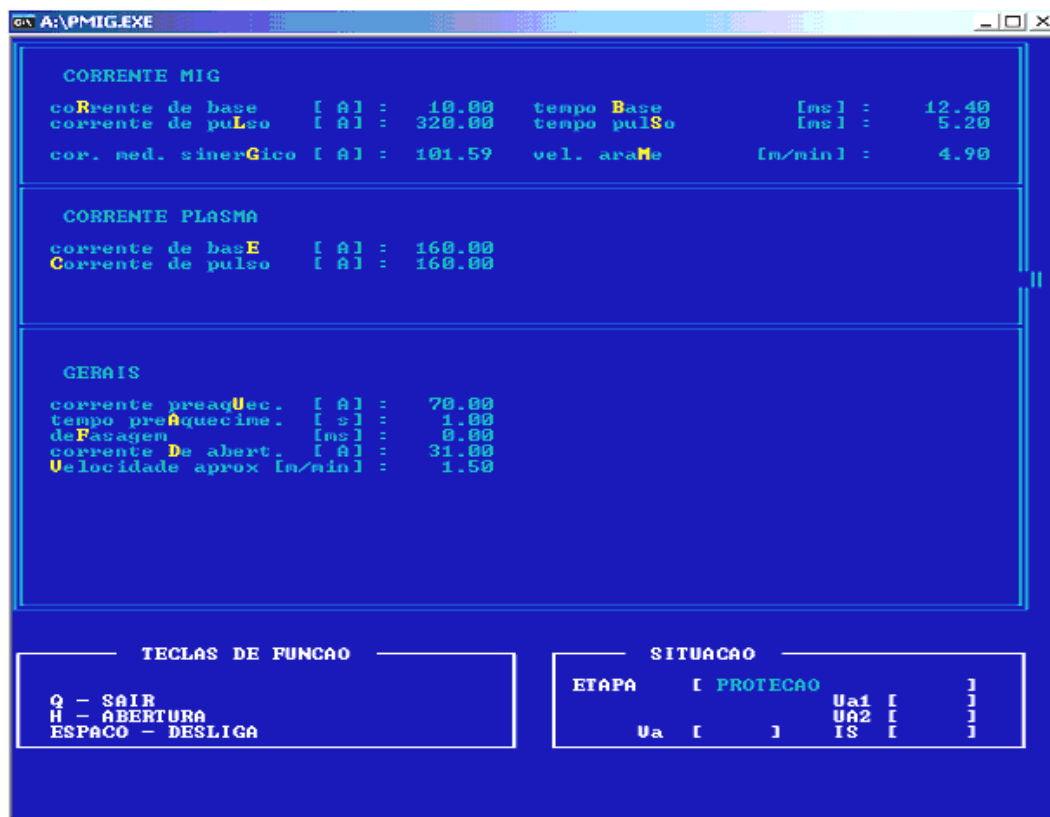 A:\PMIG.EXE
CORRENTE MIG
coRrente de base [ A] : 10.00 tempo Base [ms] : 12.40
corrente de puLso [ A] : 320.00 tempo pulSo [ms] : 5.20
cor. med. sinerGico [ A] : 101.59 vel. araMe [m/min] : 4.90
CORRENTE PLASMA
corrente de basE [ A] : 160.00
Corrente de pulso [ A] : 160.00
GERAIS
corrente preaqUec. [ A] : 70.00
tempo preAquecime. [ s] : 1.00
deFasagem [ms] : 0.00
corrente De abert. [ A] : 31.00
Velocidade aprox [m/min] : 1.50
TECLAS DE FUNCAO
Q - SAIR
H - ABERTURA
ESPACO - DESLIGA
SITUACAO
ETAPA [ PROTECAO ]
Ua1 [ ]
UA2 [ ]
Ua [ ] IS [ ]